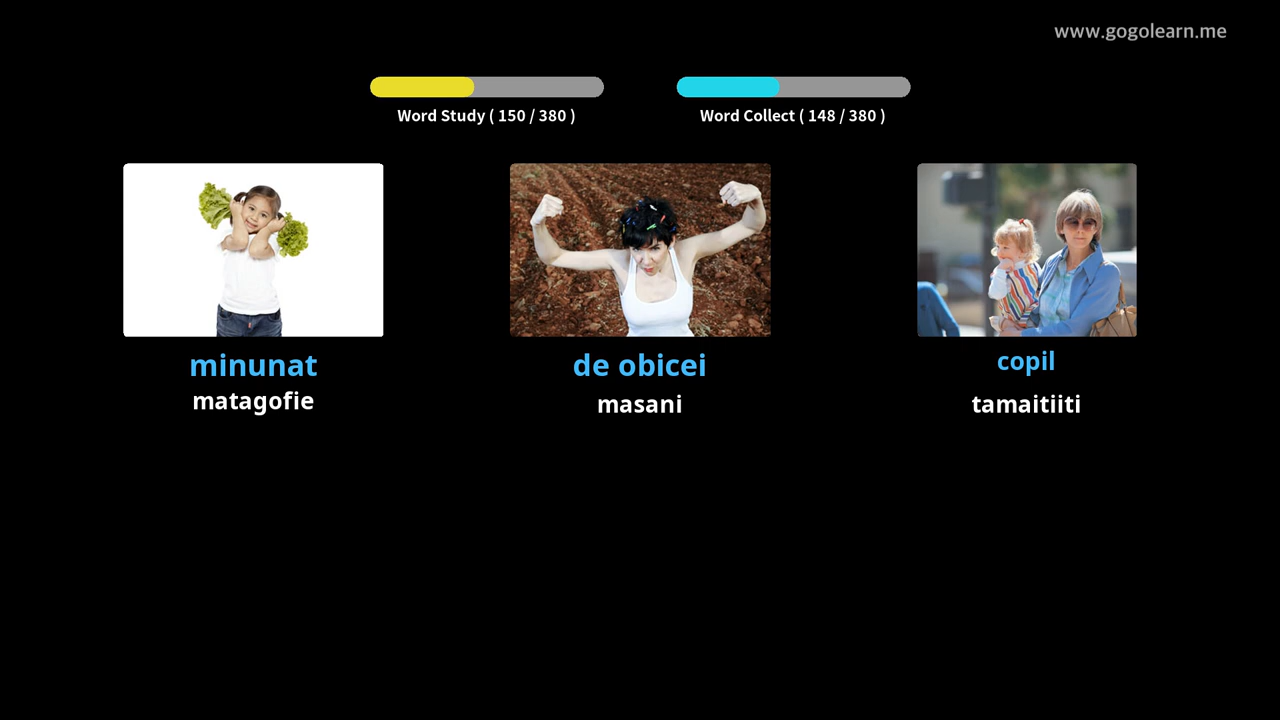 www.gogolearn.me
Word Study ( 150 / 380 )
Word Collect ( 148 / 380 )
minunat
matagofie
de obicei
masani
copil
tamaitiiti